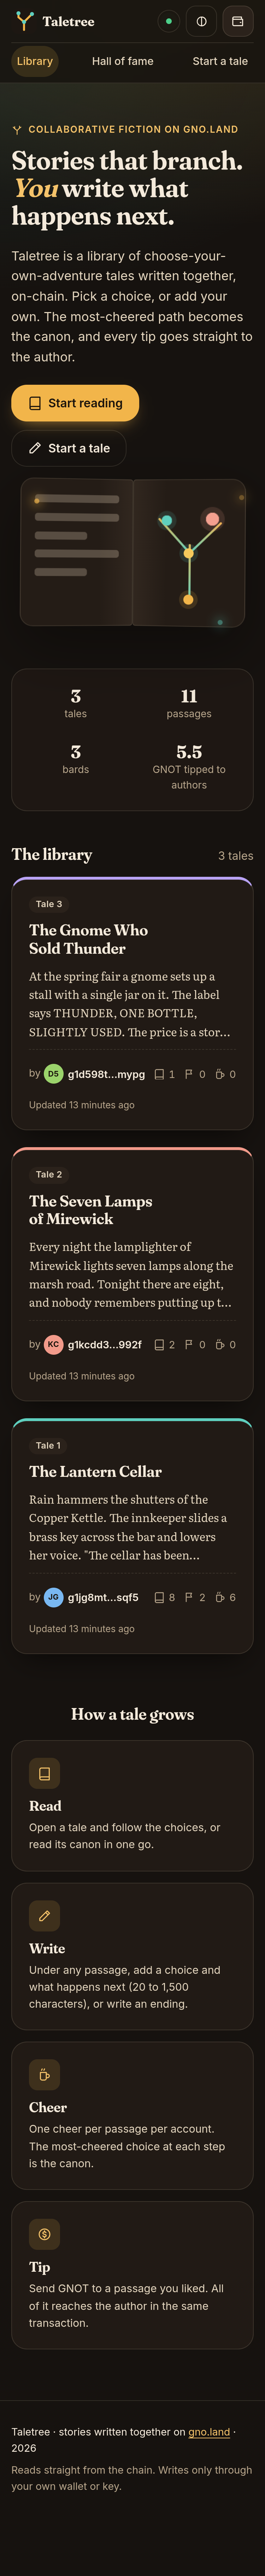 Taletree
Library
Hall of fame
Start a tale
COLLABORATIVE FICTION ON GNO.LAND
Stories that branch.
You write what
happens next.
Taletree is a library of choose-your-
own-adventure tales written together,
on-chain. Pick a choice, or add your
own. The most-cheered path becomes
the canon, and every tip goes straight to
the author.
Start reading
Start a tale
3
tales
11
passages
3
bards
5.5
GNOT tipped to
authors
The library
3 tales
Tale 3
The Gnome Who
Sold Thunder
At the spring fair a gnome sets up a
stall with a single jar on it. The label
says THUNDER, ONE BOTTLE,
SLIGHTLY USED. The price is a stor...
by D5 g1d598t...mypg 1 0 0
Updated 13 minutes ago
Tale 2
The Seven Lamps
of Mirewick
Every night the lamplighter of
Mirewick lights seven lamps along the
marsh road. Tonight there are eight,
and nobody remembers putting up t...
by KC g1kcdd3...992f 2 0 0
Updated 13 minutes ago
Tale 1
The Lantern Cellar
Rain hammers the shutters of the
Copper Kettle. The innkeeper slides a
brass key across the bar and lowers
her voice. "The cellar has been...
by JG g1jg8mt...sqf5 8 2 6
Updated 13 minutes ago
How a tale grows
Read
Open a tale and follow the choices, or
read its canon in one go.
Write
Under any passage, add a choice and
what happens next (20 to 1,500
characters), or write an ending.
Cheer
One cheer per passage per account.
The most-cheered choice at each step
is the canon.
Tip
Send GNOT to a passage you liked. All
of it reaches the author in the same
transaction.
Taletree · stories written together on gno.land ·
2026
Reads straight from the chain. Writes only through
your own wallet or key.